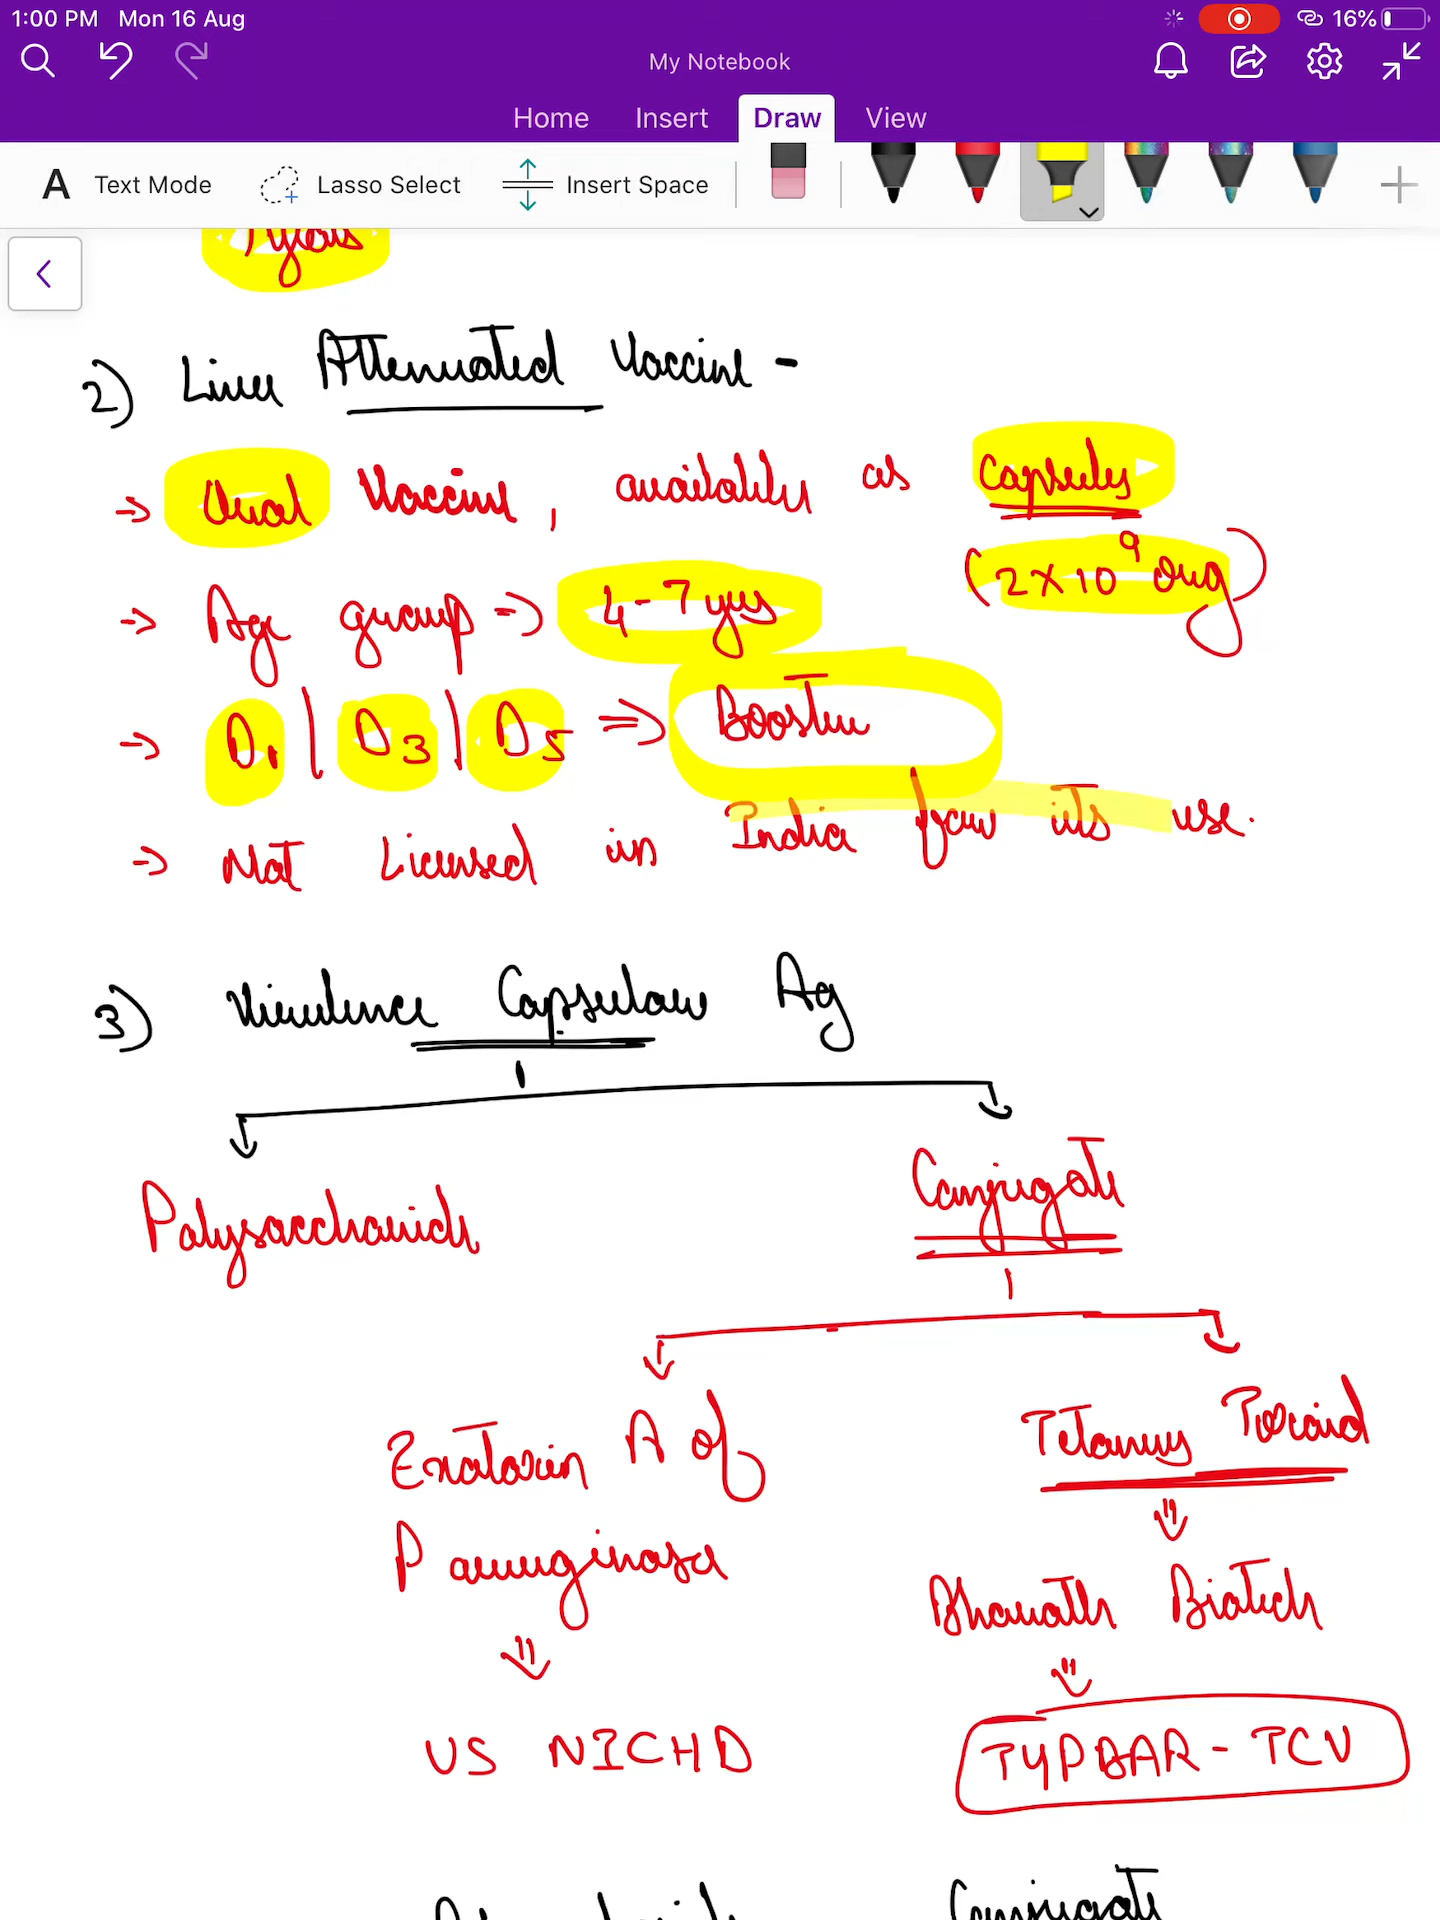 1:00 PM Mon 16 Aug 16%
My Notebook
Home Insert Draw View
A Text Mode Lasso Select Insert Space
2) Live Attenuated Vaccine -
→ Oral Vaccine, available as Capsules
(2 X 10⁹ org)
→ Age group ⇒ 4-7 yrs
→ D1 | D3 | D5 ⇒ Booster
→ Not Licensed in India for its use.
3) Virulence Capsular Ag
Polysaccharide Conjugate
Exotoxin A of Tetanus Toxoid
P aeruginosa
Bharath Biotech
US NICHD TYPBAR - TCV
Conjugate